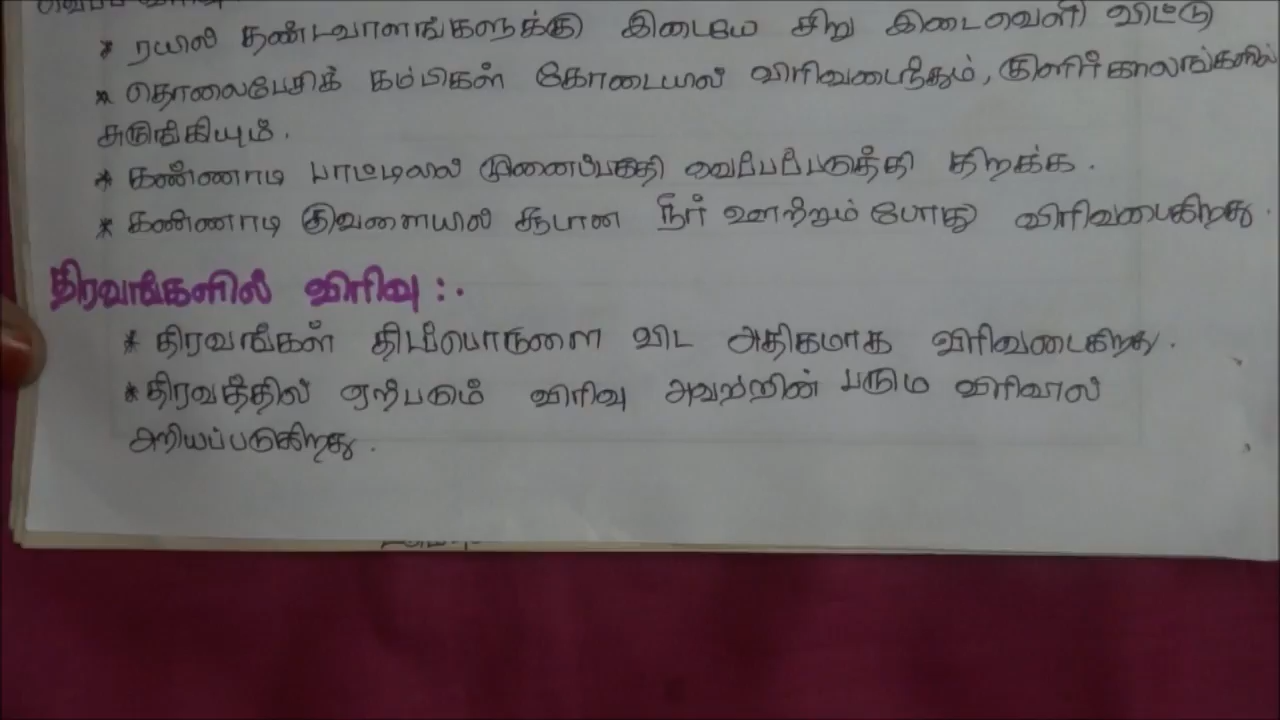 வெப்ப விரிவு
* ரயில் தண்டவாளங்களுக்கு இடையே சிறு இடைவெளி விட்டு
* தொலைபேசிக் கம்பிகள் கோடையில் விரிவடைந்தும், குளிர் காலங்களில்
சுருங்கியும்.
* கண்ணாடி பாட்டிலில் முனைப்பகுதி வெப்பப்படுத்தி திறக்க.
* கண்ணாடி குவளையில் சூடான நீர் ஊற்றும் போது விரிவடைகிறது.
திரவங்களில் விரிவு :.
* திரவங்கள் திடப்பொருளை விட அதிகமாக விரிவடைகிறது.
* திரவத்தில் ஏற்படும் விரிவு அவற்றின் பரும விரிவால்
அறியப்படுகிறது.